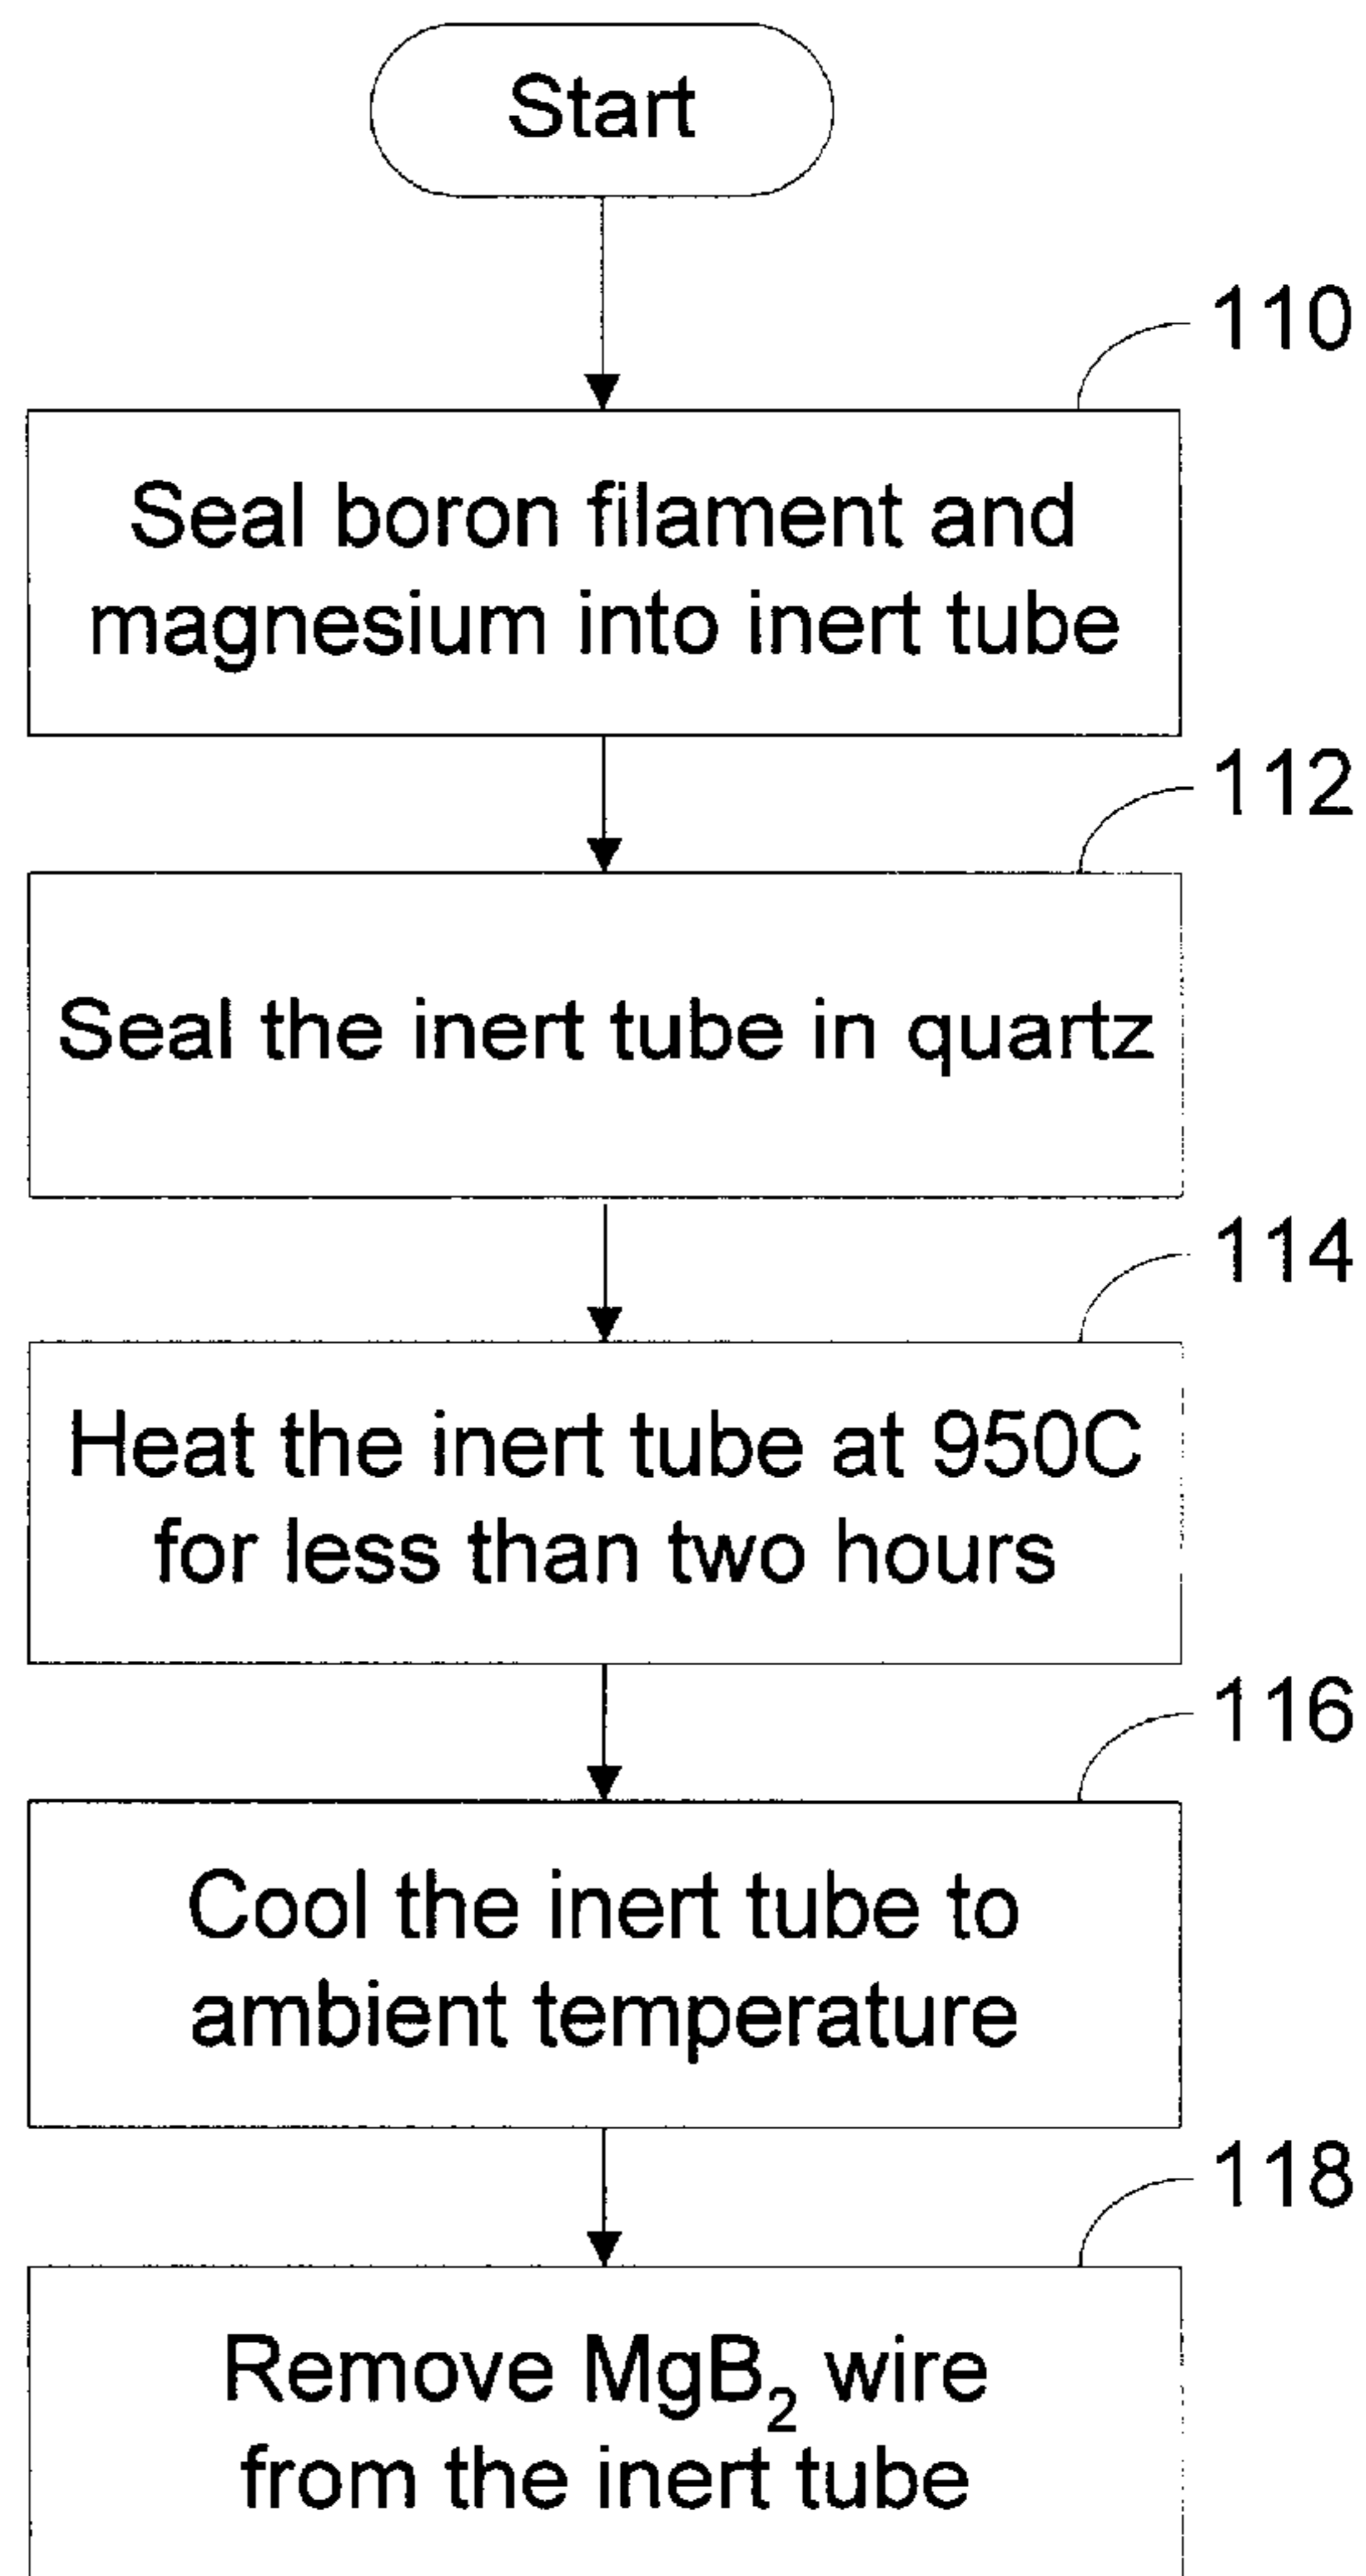 Start
110
Seal boron filament and
magnesium into inert tube
112
Seal the inert tube in quartz
114
Heat the inert tube at 950C
for less than two hours
116
Cool the inert tube to
ambient temperature
118
Remove MgB₂ wire
from the inert tube